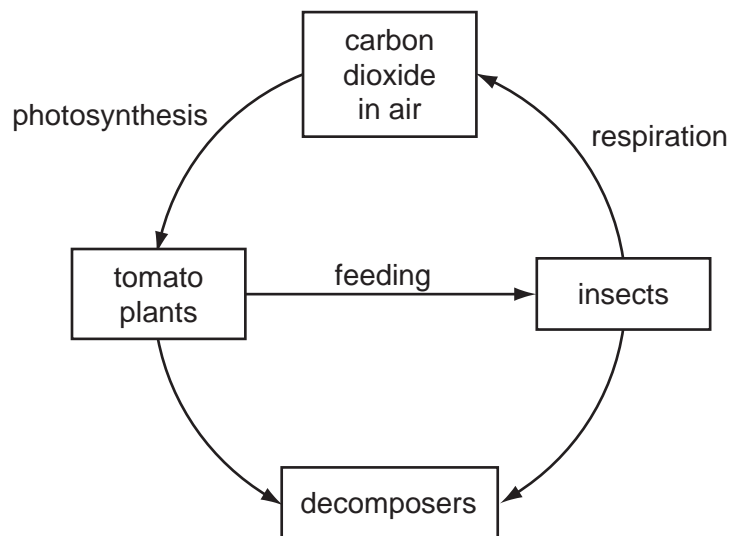 carbon
dioxide
in air
photosynthesis
respiration
tomato
plants
feeding
insects
decomposers